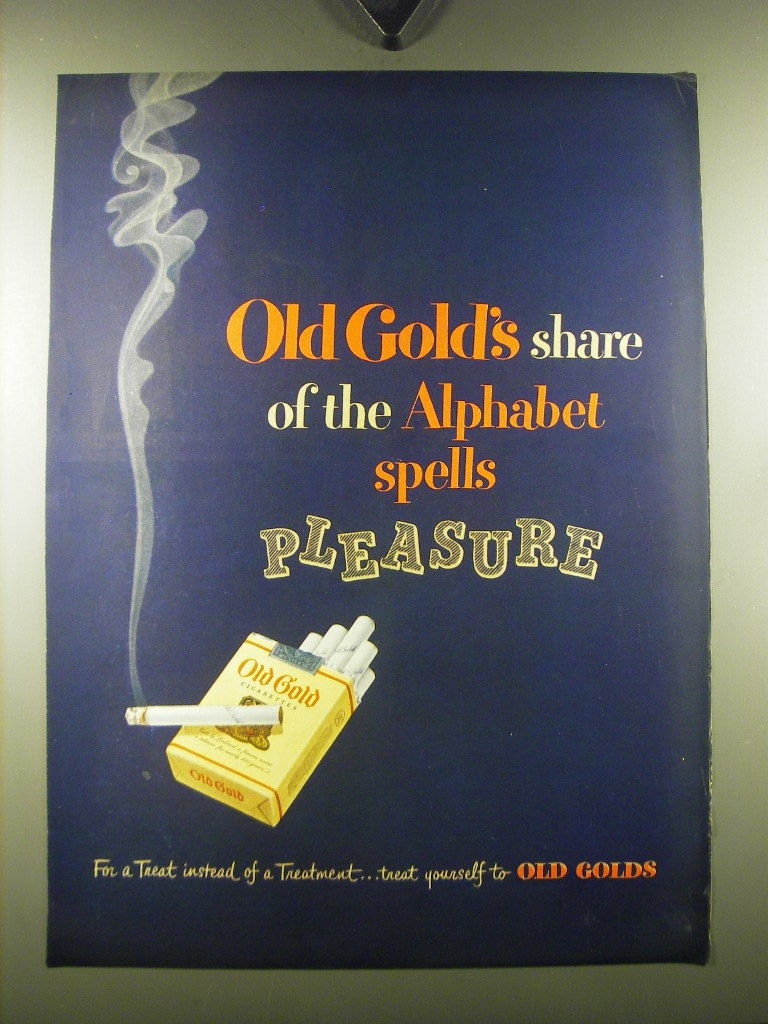 Old Gold's share
of the Alphabet
spells
PLEASURE
Old Gold
CIGARETTES
Old Gold
For a Treat instead of a Treatment...treat yourself to OLD GOLDS